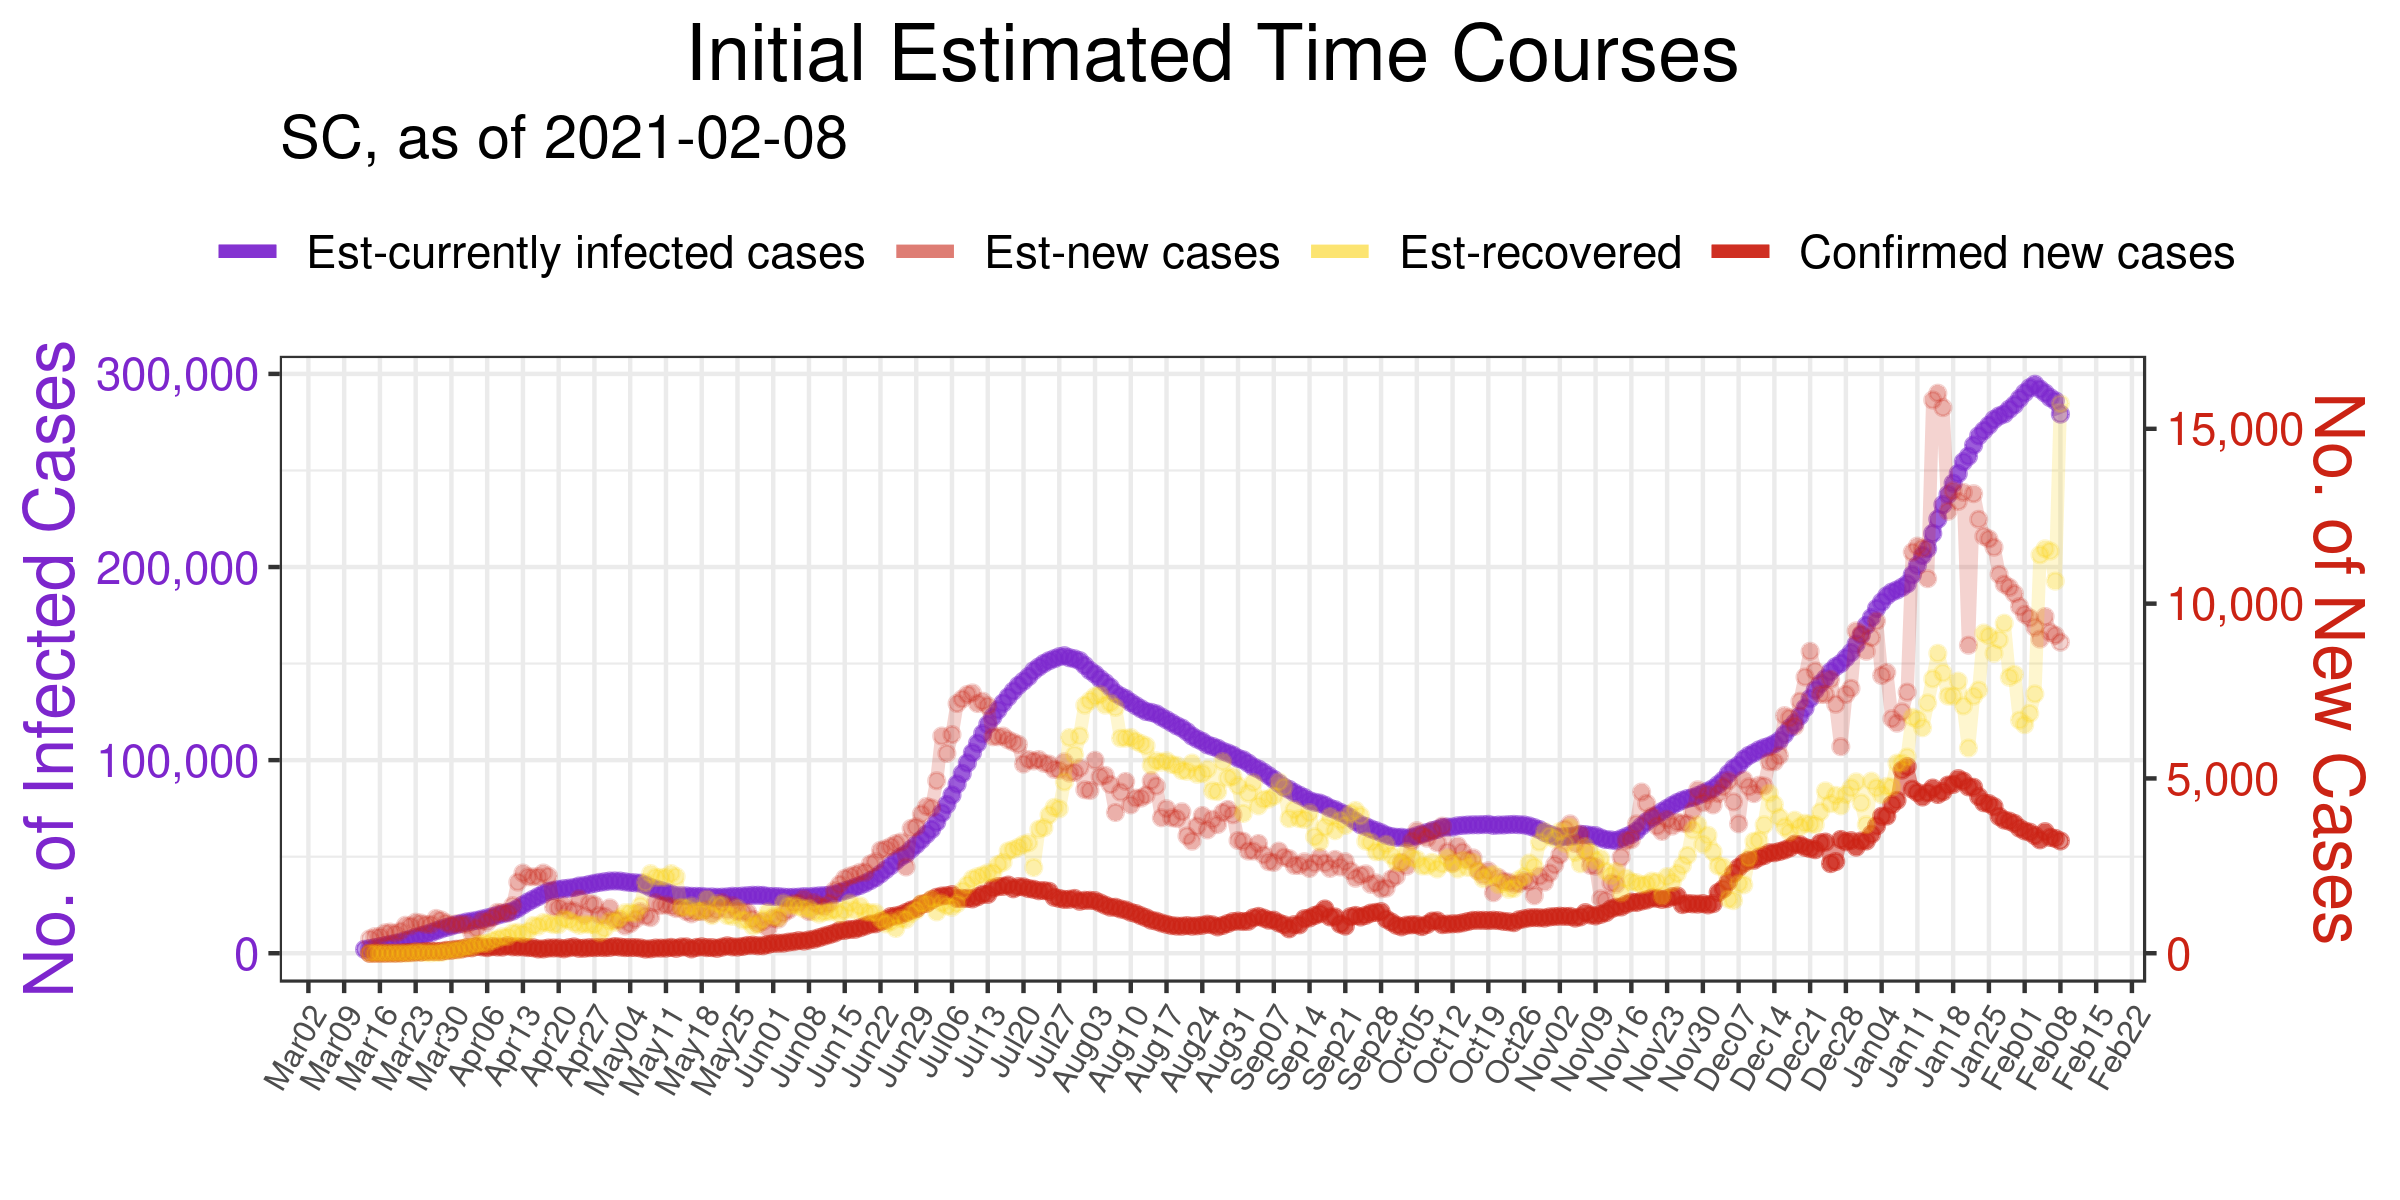 Initial Estimated Time Courses
SC, as of 2021-02-08
Est-currently infected cases Est-new cases Est-recovered Confirmed new cases
No. of Infected Cases
300,000
200,000
100,000
0
15,000
10,000
5,000
0
No. of New Cases
Mar02 Mar09 Mar16 Mar23 Mar30 Apr06 Apr13 Apr20 Apr27 May04 May11 May18 May25 Jun01 Jun08 Jun15 Jun22 Jun29 Jul06 Jul13 Jul20 Jul27 Aug03 Aug10 Aug17 Aug24 Aug31 Sep07 Sep14 Sep21 Sep28 Oct05 Oct12 Oct19 Oct26 Nov02 Nov09 Nov16 Nov23 Nov30 Dec07 Dec14 Dec21 Dec28 Jan04 Jan11 Jan18 Jan25 Feb01 Feb08 Feb15 Feb22